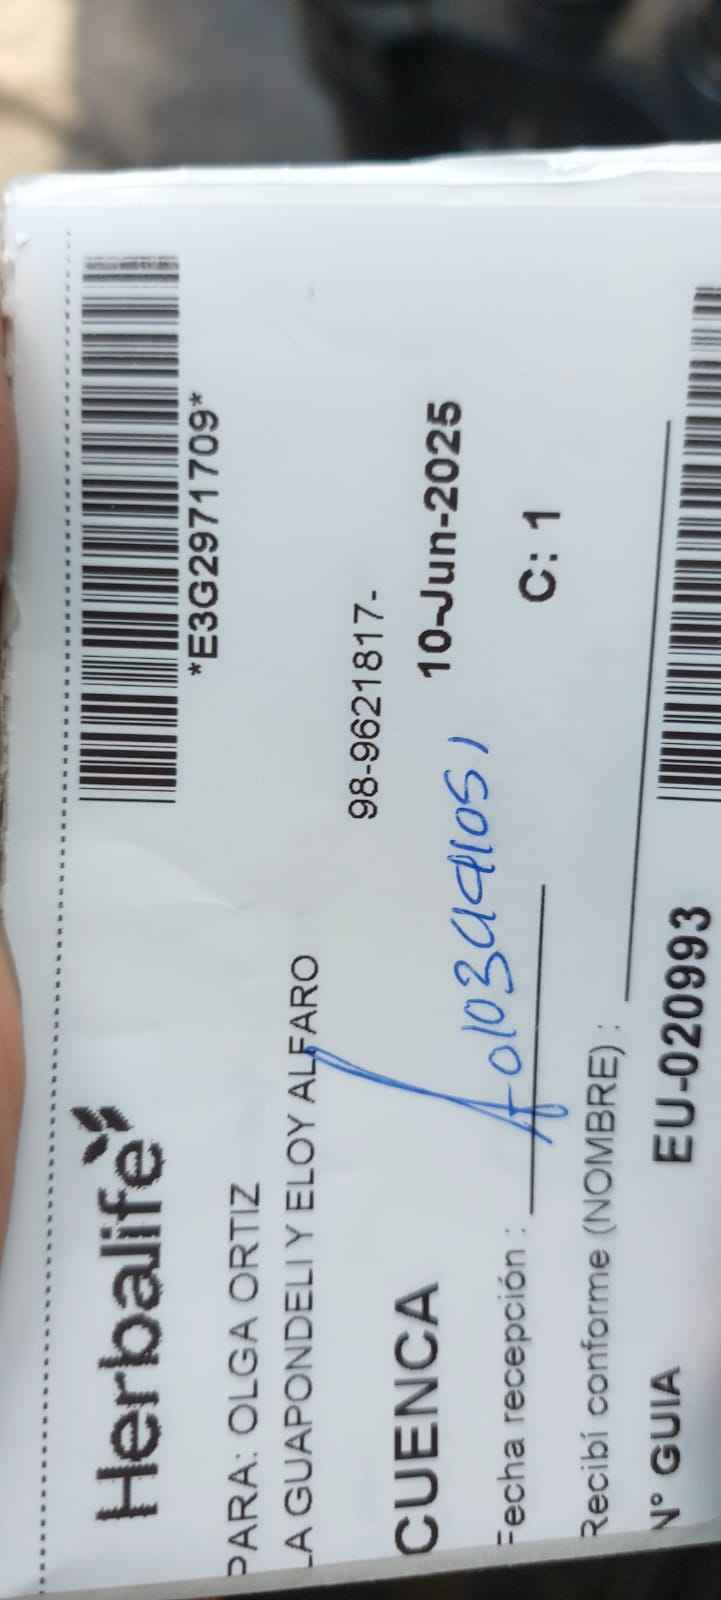 Herbalife
*E3G2971709*
PARA: OLGA ORTIZ
LA GUAPONDELI Y ELOY ALFARO
98-9621817-
CUENCA
10-Jun-2025
Fecha recepción :
C: 1
Recibí conforme (NOMBRE) :
N° GUIA
EU-020993